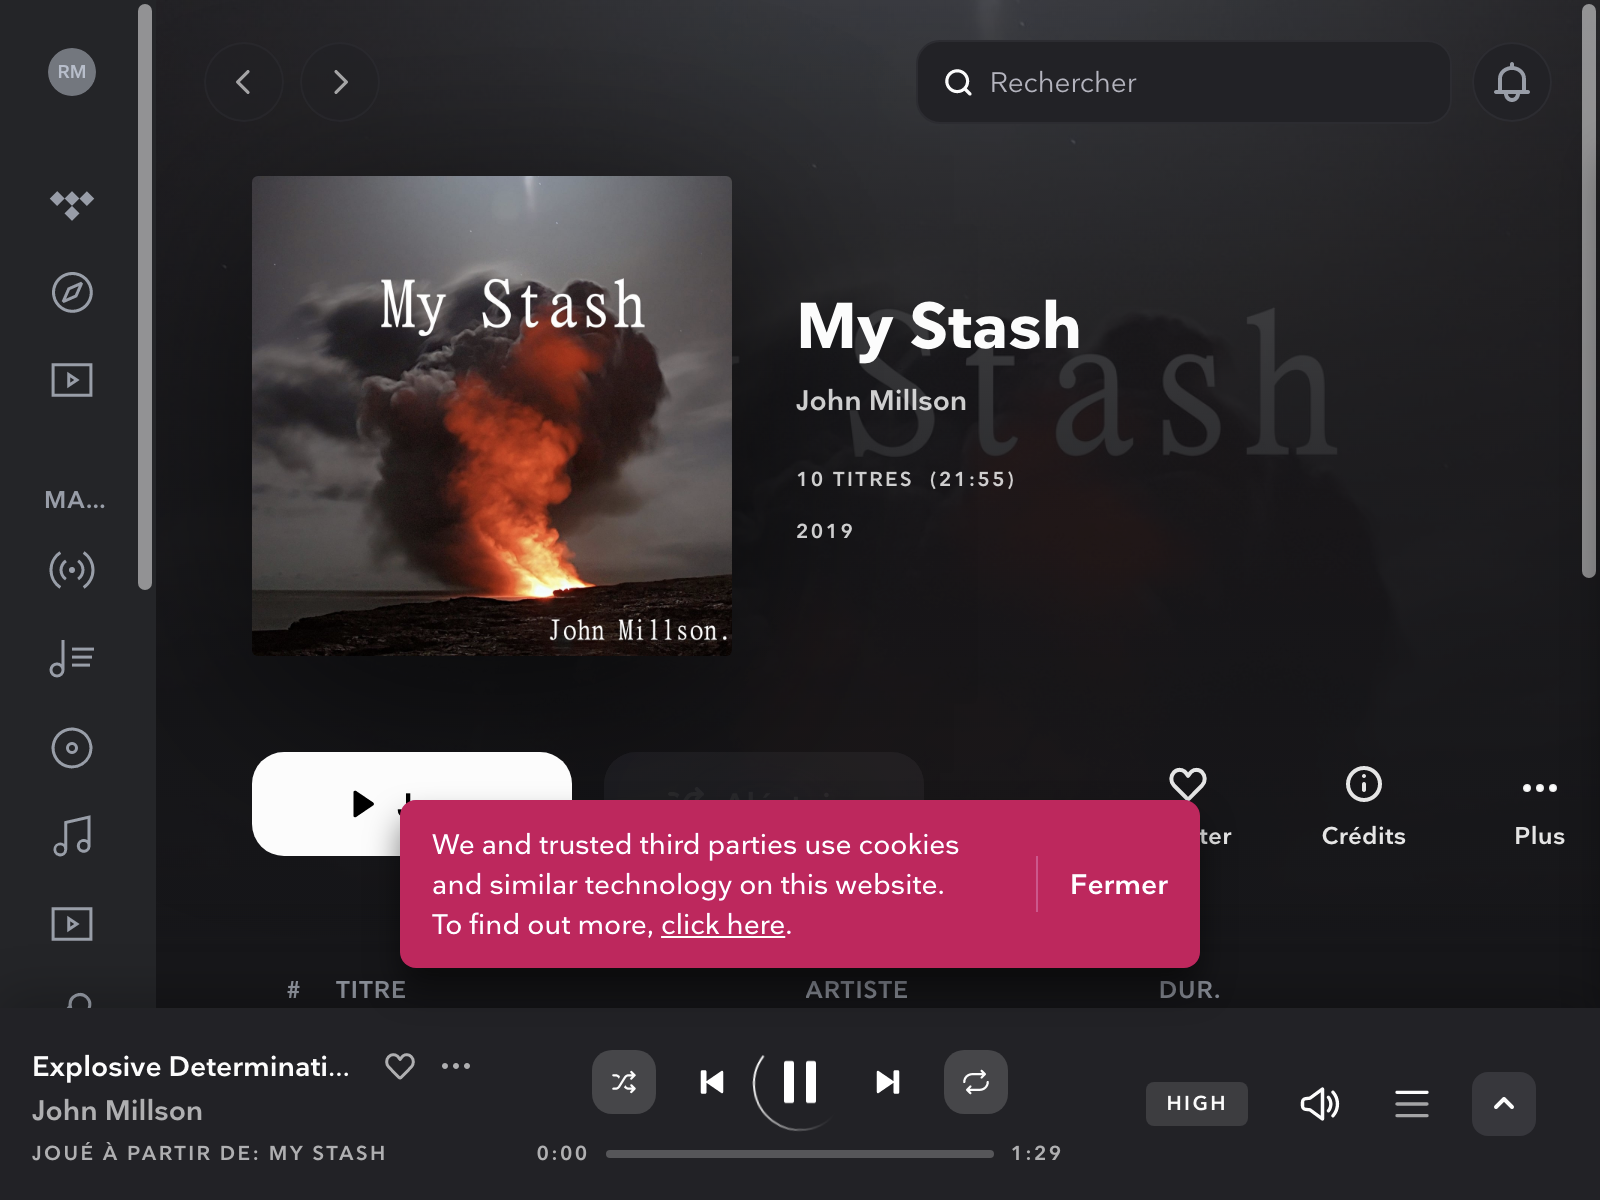 RM
Rechercher
My Stash
John Millson.
My Stash
John Millson
10 TITRES (21:55)
2019
Crédits
Plus
We and trusted third parties use cookies
and similar technology on this website.
To find out more, click here.
Fermer
MA...
# TITRE ARTISTE DUR.
Explosive Determinati...
John Millson
JOUÉ À PARTIR DE: MY STASH
0:00
1:29
HIGH